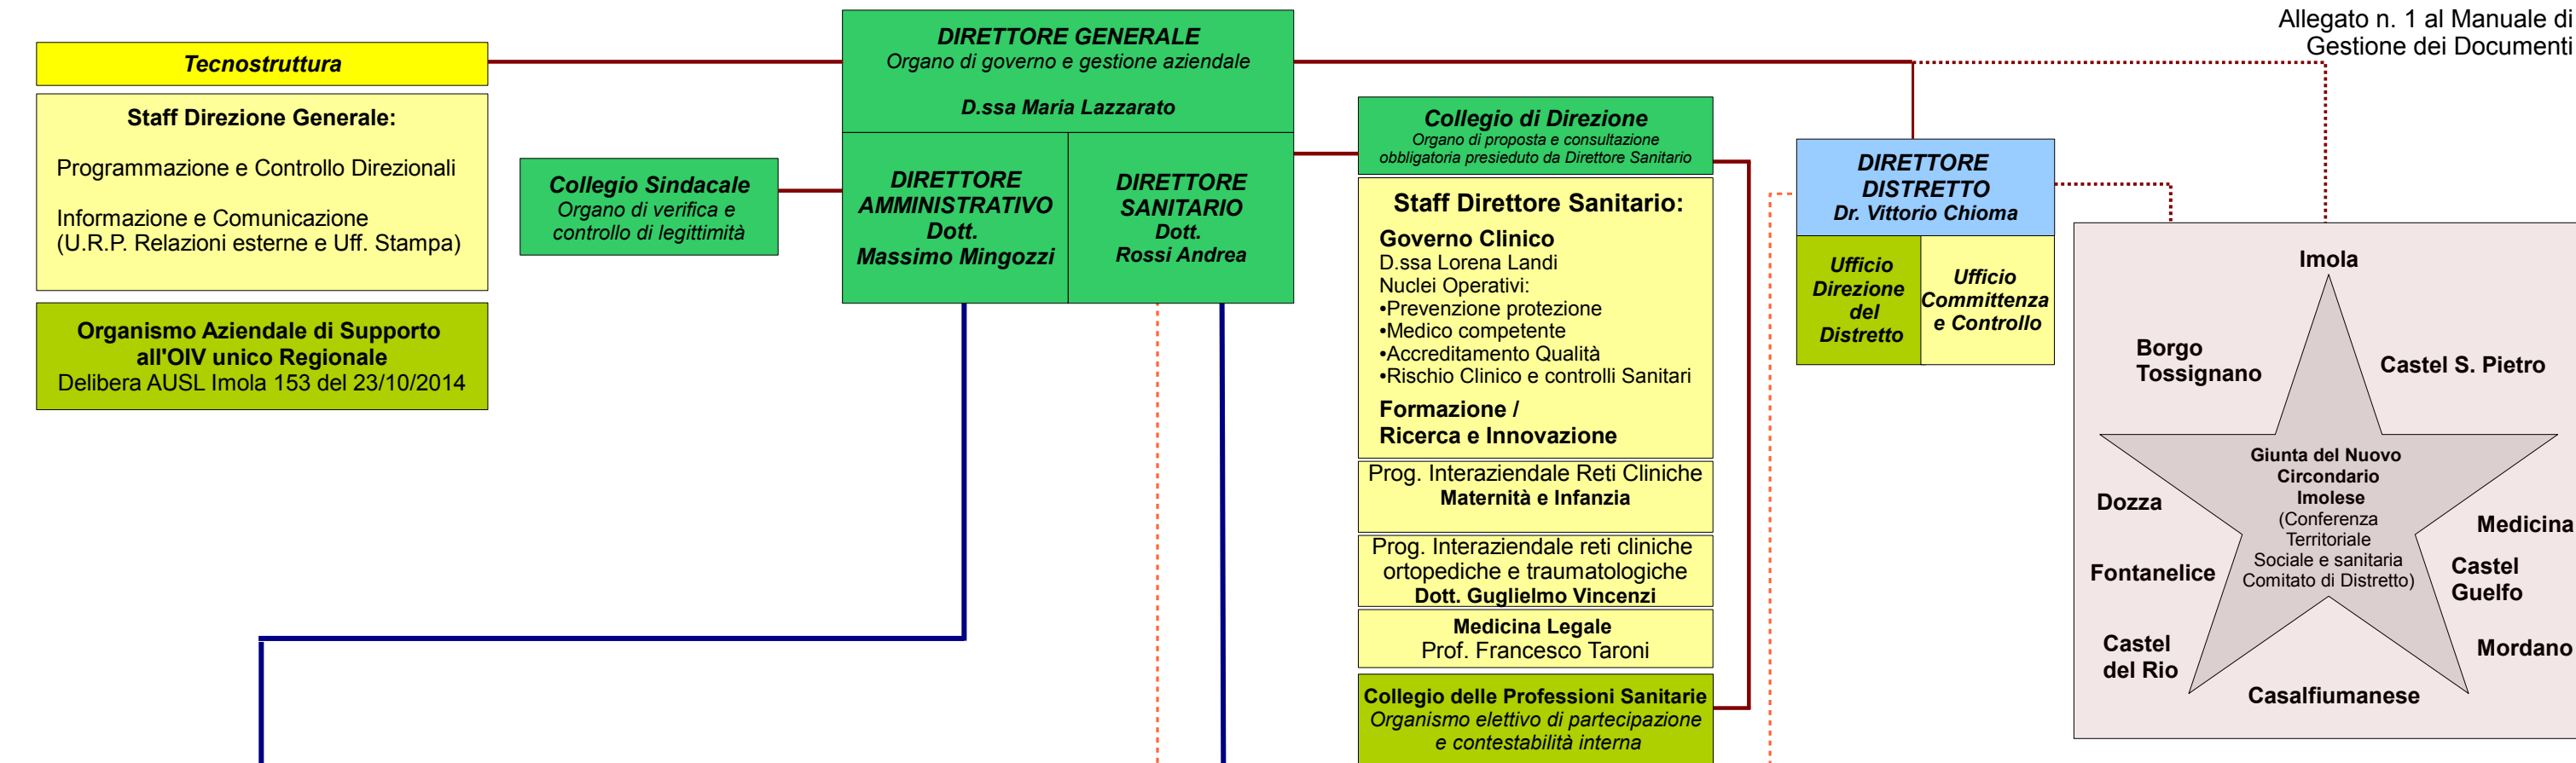 Allegato n. 1 al Manuale di
Gestione dei Documenti
Tecnostruttura
Staff Direzione Generale:
Programmazione e Controllo Direzionali
Informazione e Comunicazione
(U.R.P. Relazioni esterne e Uff. Stampa)
Organismo Aziendale di Supporto
all'OIV unico Regionale
Delibera AUSL Imola 153 del 23/10/2014
Collegio Sindacale
Organo di verifica e
controllo di legittimità
DIRETTORE GENERALE
Organo di governo e gestione aziendale
D.ssa Maria Lazzarato
DIRETTORE
AMMINISTRATIVO
Dott.
Massimo Mingozzi
DIRETTORE
SANITARIO
Dott.
Rossi Andrea
Collegio di Direzione
Organo di proposta e consultazione
obbligatoria presieduto da Direttore Sanitario
Staff Direttore Sanitario:
Governo Clinico
D.ssa Lorena Landi
Nuclei Operativi:
•Prevenzione protezione
•Medico competente
•Accreditamento Qualità
•Rischio Clinico e controlli Sanitari
Formazione /
Ricerca e Innovazione
Prog. Interaziendale Reti Cliniche
Maternità e Infanzia
Prog. Interaziendale reti cliniche
ortopediche e traumatologiche
Dott. Guglielmo Vincenzi
Medicina Legale
Prof. Francesco Taroni
Collegio delle Professioni Sanitarie
Organismo elettivo di partecipazione
e contestabilità interna
DIRETTORE
DISTRETTO
Dr. Vittorio Chioma
Ufficio
Direzione
del
Distretto
Ufficio
Committenza
e Controllo
Imola
Borgo
Tossignano
Castel S. Pietro
Giunta del Nuovo
Circondario
Imolese
(Conferenza
Territoriale
Sociale e sanitaria
Comitato di Distretto)
Dozza
Medicina
Fontanelice
Castel
Guelfo
Castel
del Rio
Mordano
Casalfiumanese